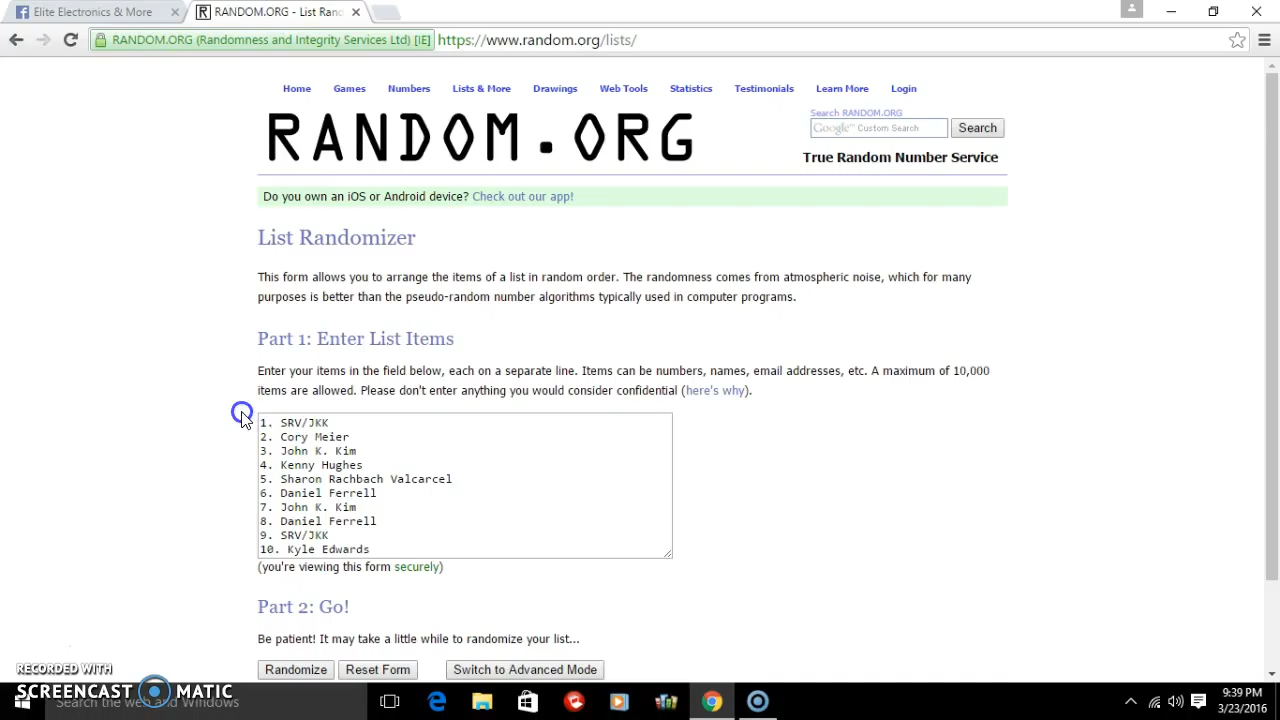 Elite Electronics & More
RANDOM.ORG - List Ran
RANDOM.ORG (Randomness and Integrity Services Ltd) [IE] https://www.random.org/lists/
Home Games Numbers Lists & More Drawings Web Tools Statistics Testimonials Learn More Login
RANDOM.ORG
Search RANDOM.ORG
Google™ Custom Search Search
True Random Number Service
Do you own an iOS or Android device? Check out our app!
List Randomizer
This form allows you to arrange the items of a list in random order. The randomness comes from atmospheric noise, which for many
purposes is better than the pseudo-random number algorithms typically used in computer programs.
Part 1: Enter List Items
Enter your items in the field below, each on a separate line. Items can be numbers, names, email addresses, etc. A maximum of 10,000
items are allowed. Please don't enter anything you would consider confidential (here's why).
1. SRV/JKK
2. Cory Meier
3. John K. Kim
4. Kenny Hughes
5. Sharon Rachbach Valcarcel
6. Daniel Ferrell
7. John K. Kim
8. Daniel Ferrell
9. SRV/JKK
10. Kyle Edwards
(you're viewing this form securely)
Part 2: Go!
Be patient! It may take a little while to randomize your list...
Randomize Reset Form Switch to Advanced Mode
RECORDED WITH
SCREENCAST MATIC
Search the web and Windows
9:39 PM
3/23/2016